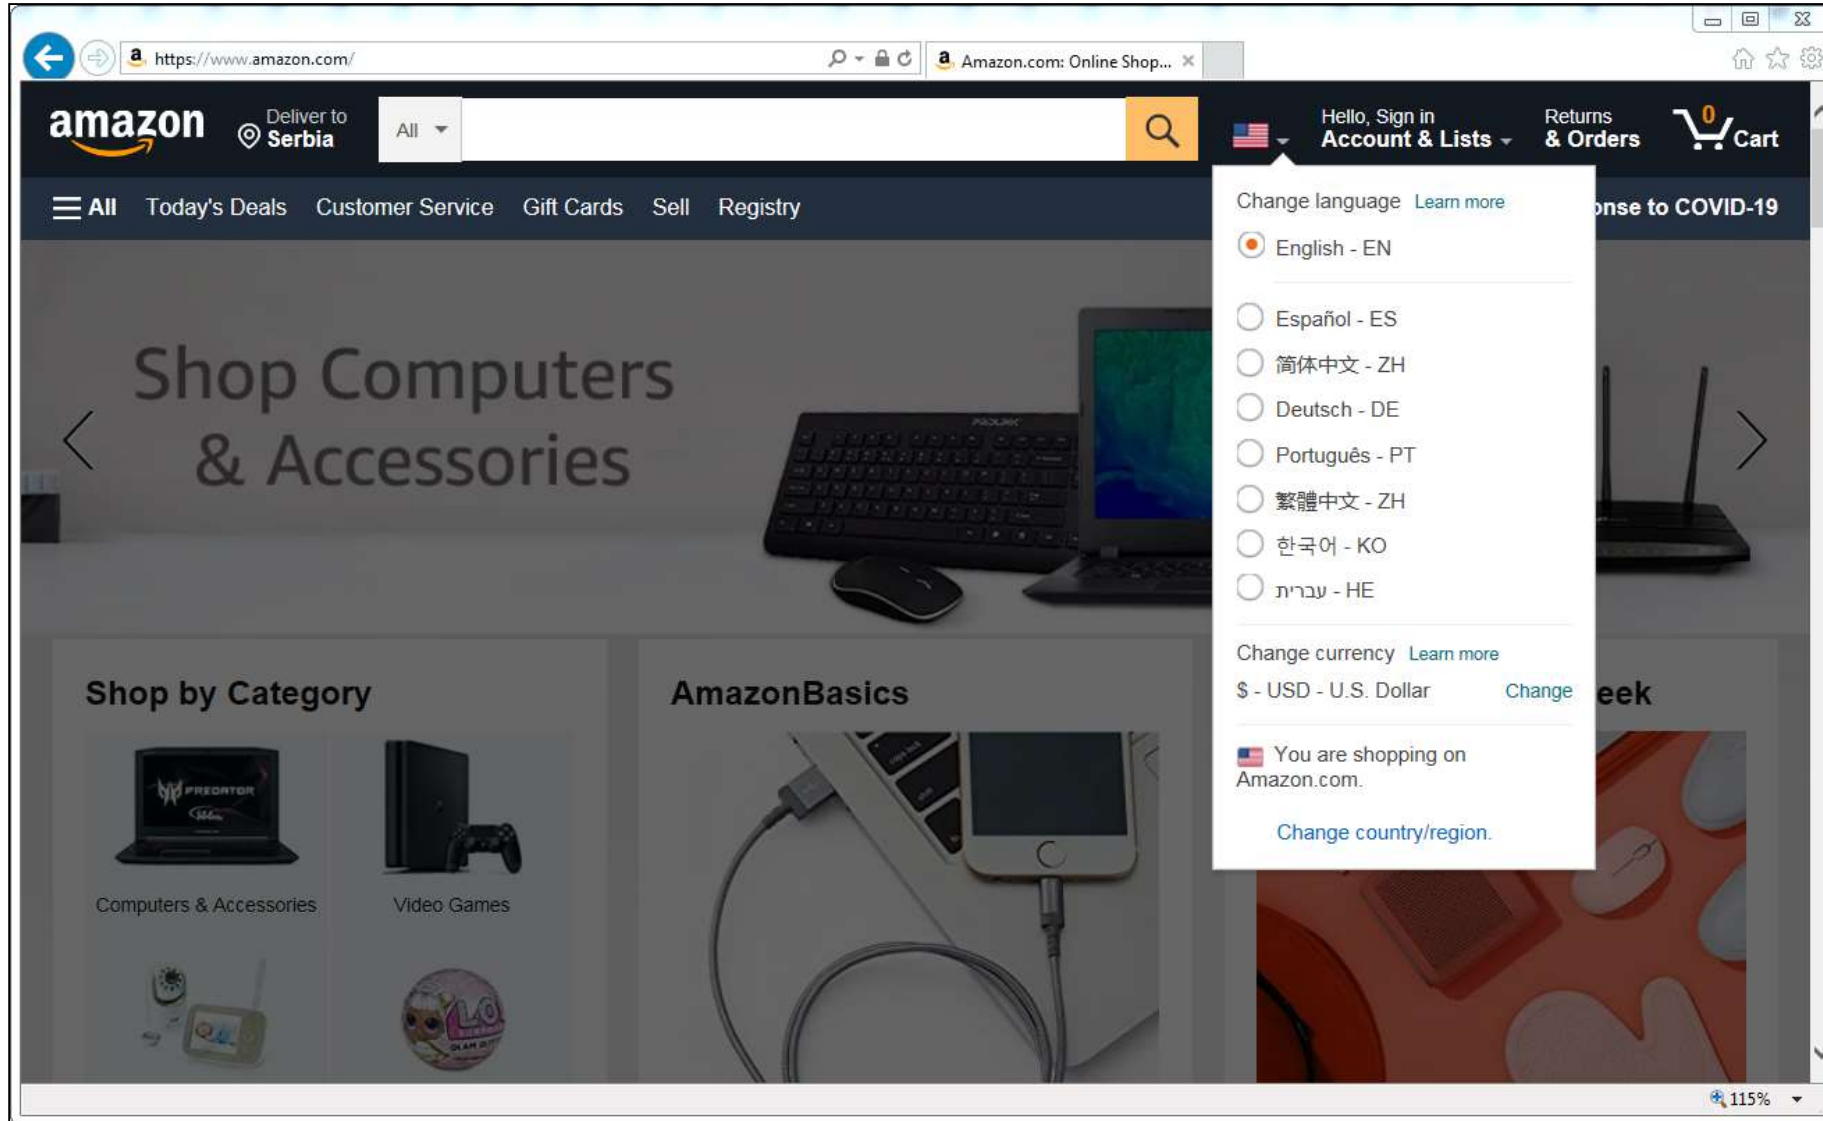 https://www.amazon.com/
Amazon.com: Online Shop...
amazon
Deliver to
Serbia
All
Hello, Sign in
Account & Lists
Returns
& Orders
0
Cart
All
Today's Deals
Customer Service
Gift Cards
Sell
Registry
onse to COVID-19
Change language Learn more
English - EN
Español - ES
简体中文 - ZH
Deutsch - DE
Português - PT
繁體中文 - ZH
한국어 - KO
עברית - HE
Change currency Learn more
$ - USD - U.S. Dollar Change
You are shopping on
Amazon.com.
Change country/region.
Shop Computers
& Accessories
PROLINK
Shop by Category
AmazonBasics
eek
PREDATOR
Computers & Accessories
Video Games
115%